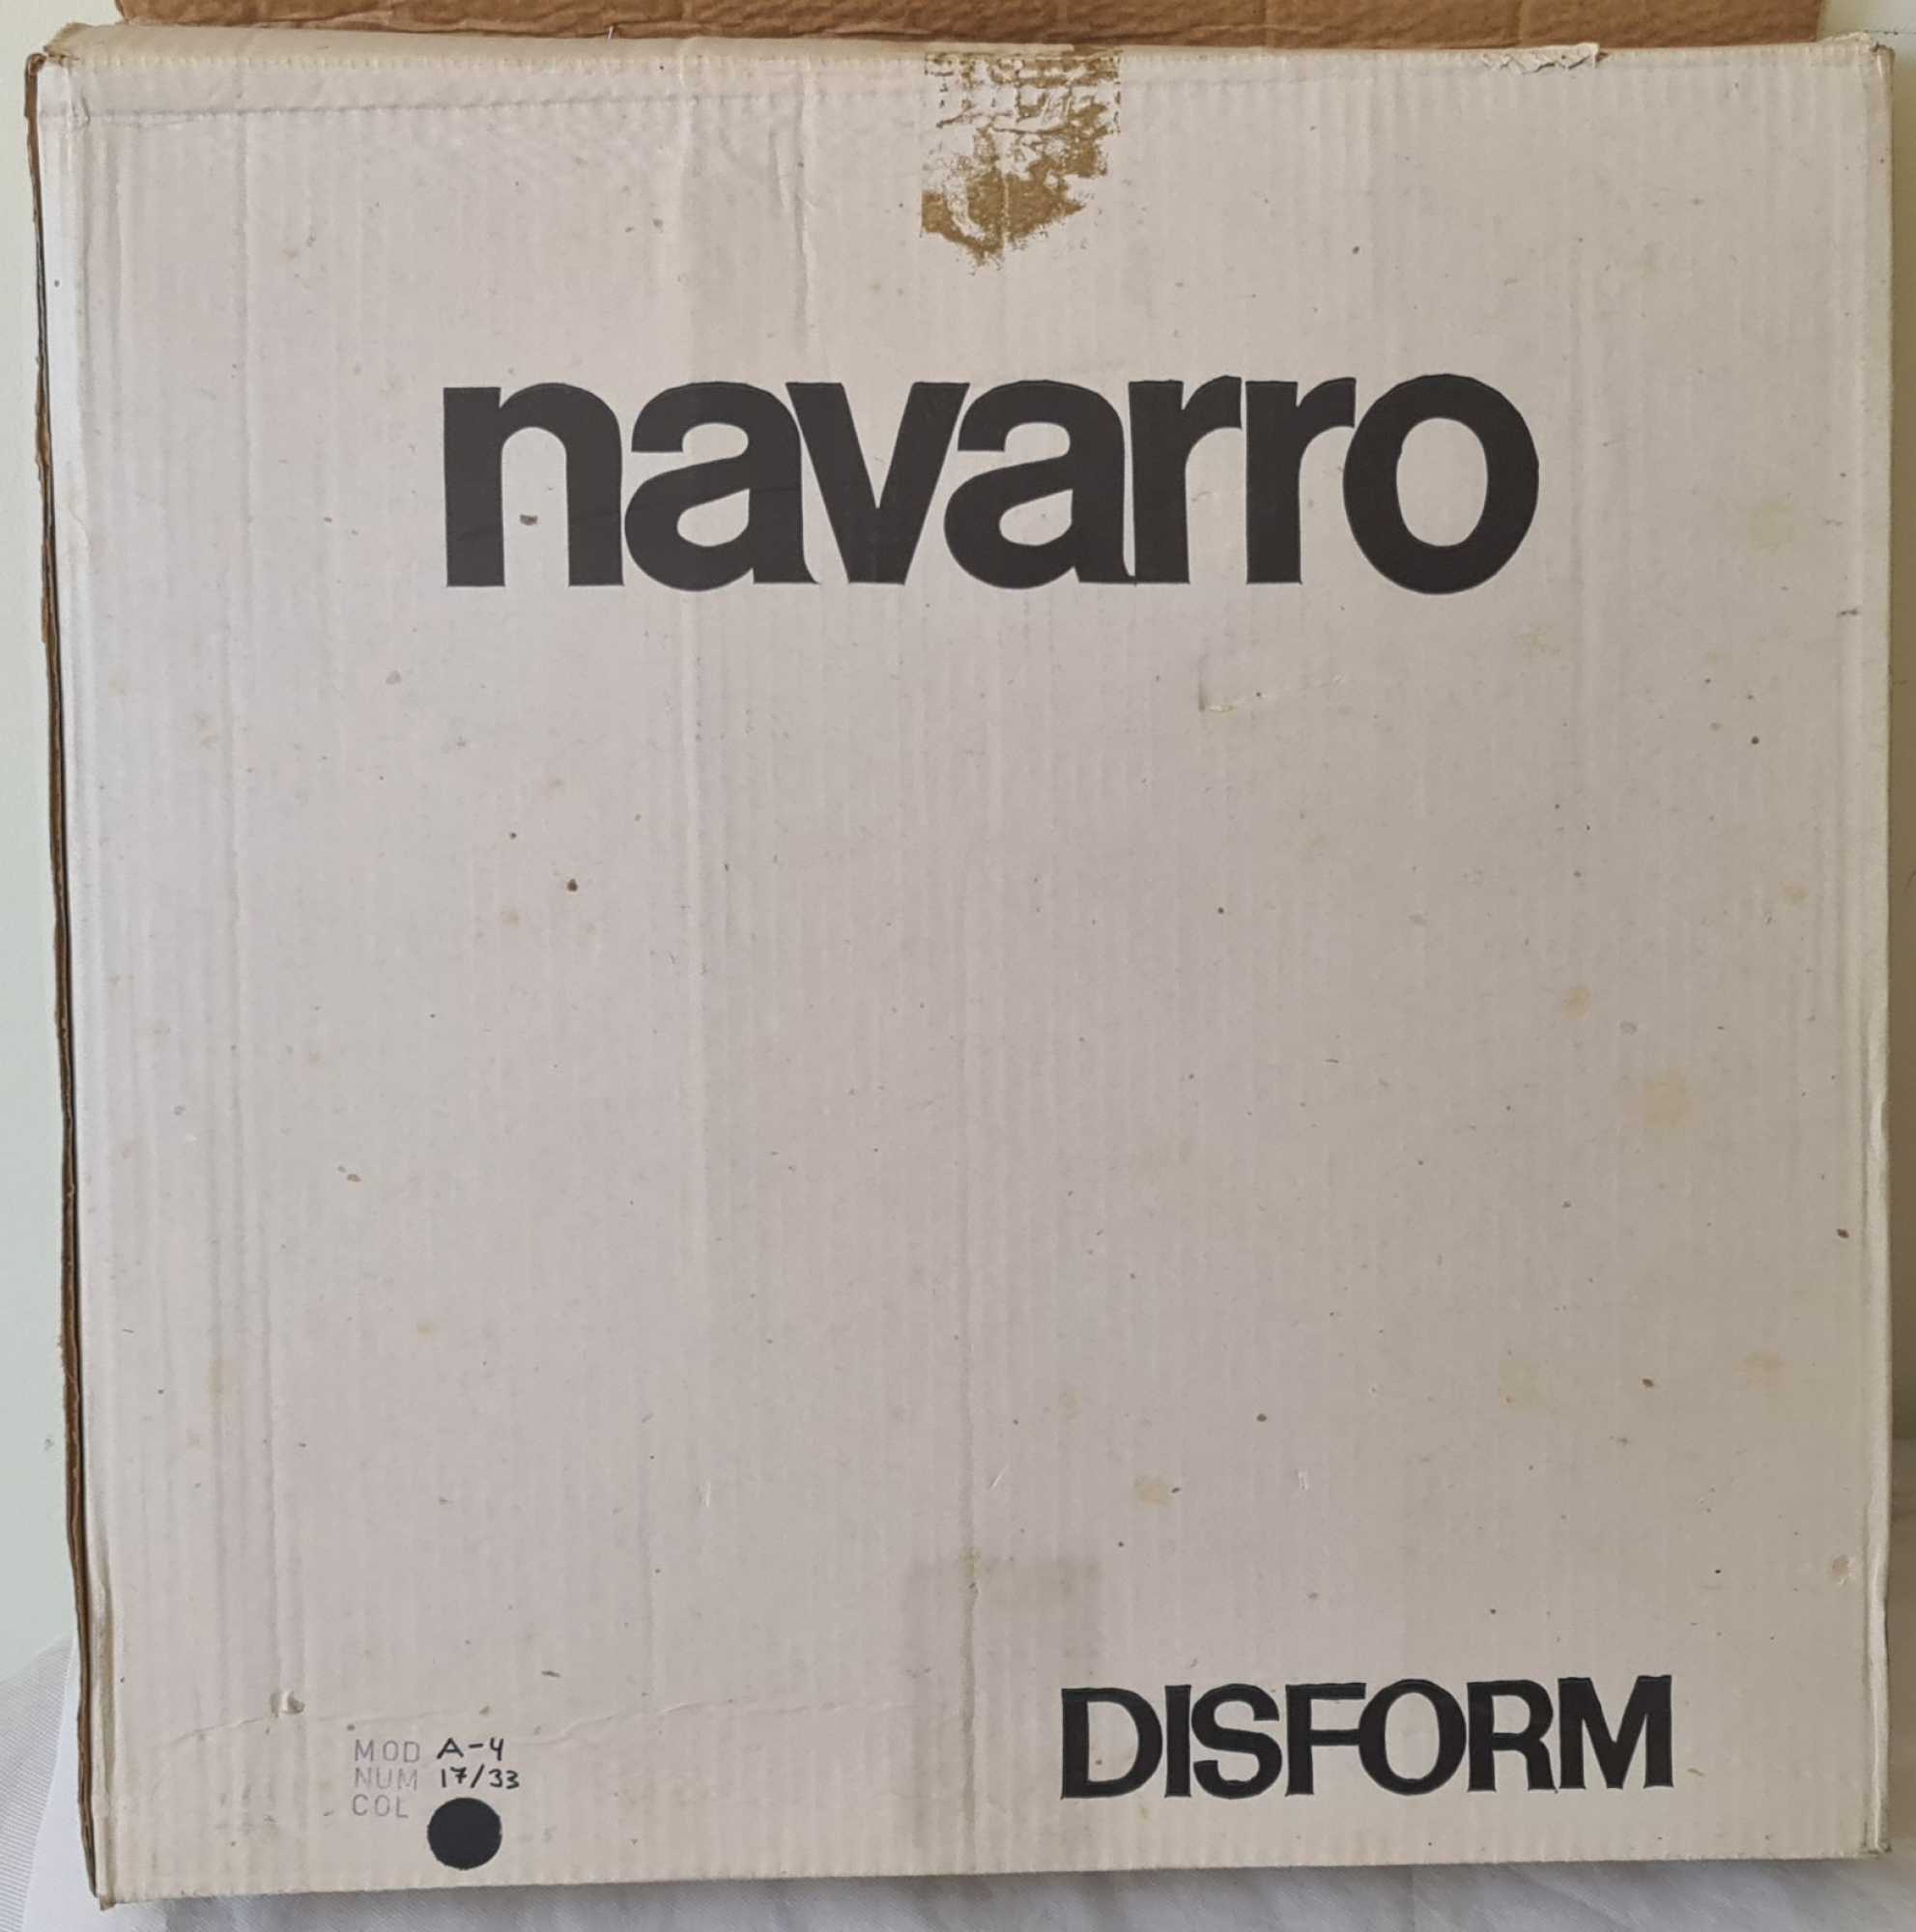 navarro
DISFORM
MOD A-4
NUM 17/33
COL